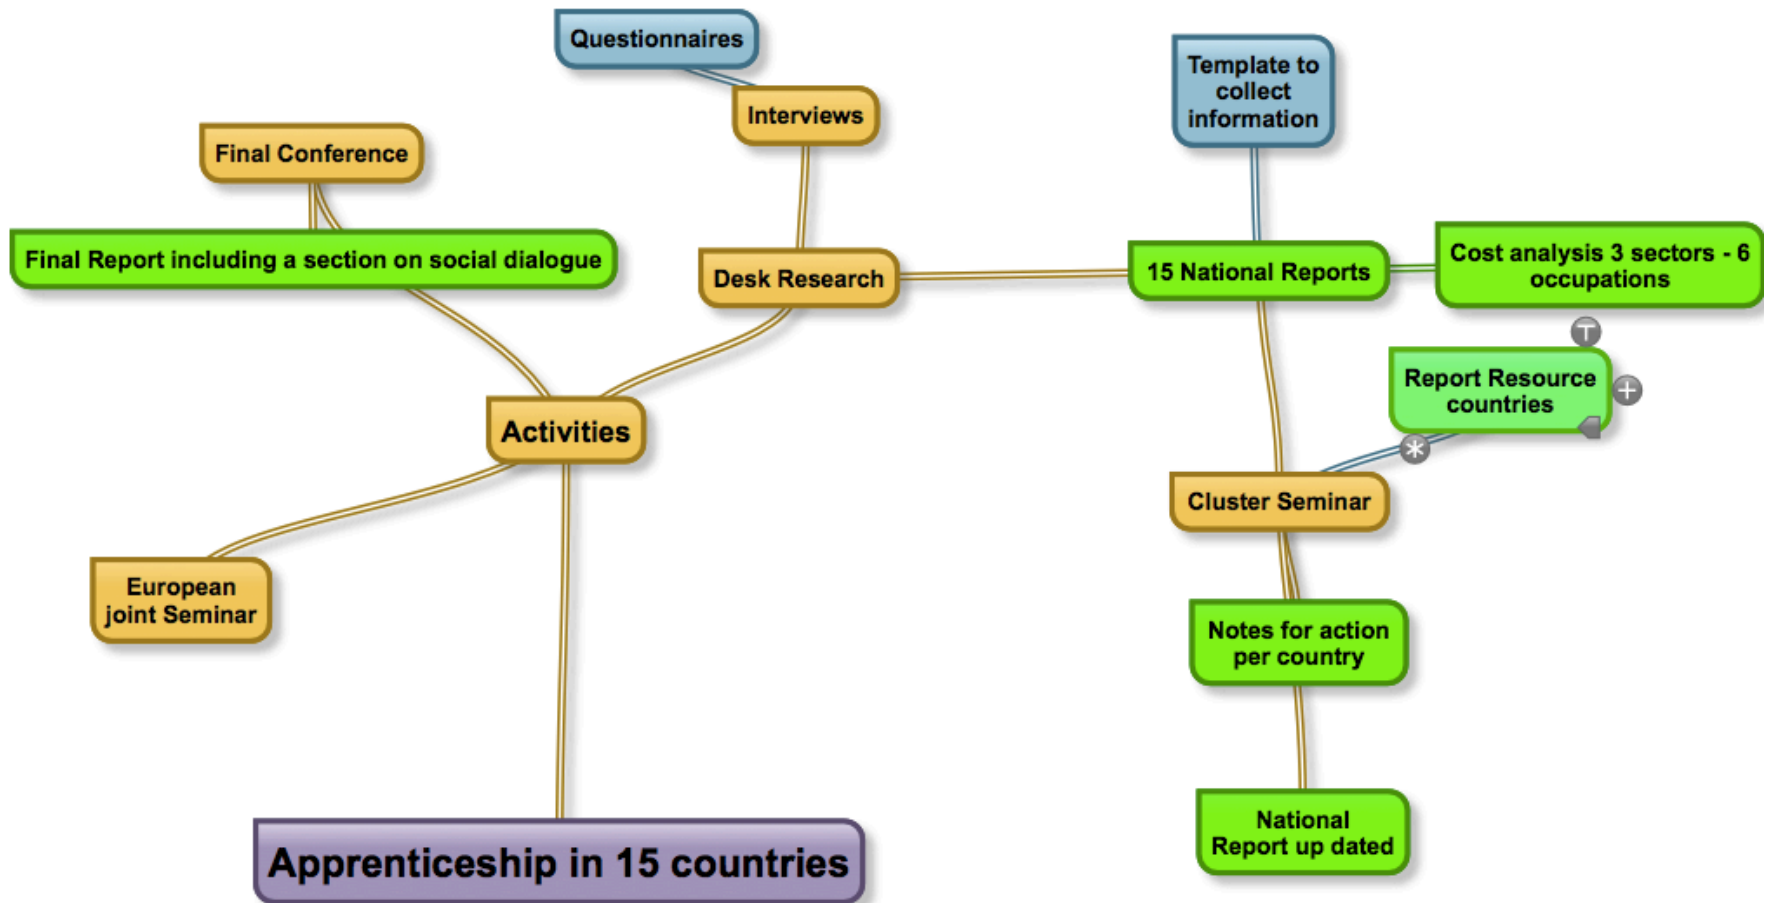 Questionnaires
Template to
collect
information
Interviews
Final Conference
Final Report including a section on social dialogue
Desk Research
15 National Reports
Cost analysis 3 sectors - 6
occupations
Report Resource
countries
Activities
Cluster Seminar
European
joint Seminar
Notes for action
per country
National
Report up dated
Apprenticeship in 15 countries